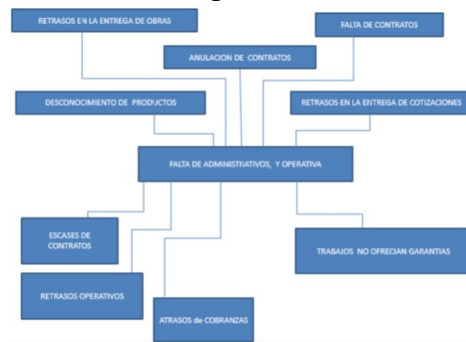 RETRASOS EN LA ENTREGA DE OBRAS
FALTA DE CONTRATOS
ANULACION DE CONTRATOS
DESCONOCIMIENTO DE PRODUCTOS
RETRASOS EN LA ENTREGA DE COTIZACIONES
FALTA DE ADMINISTRATIVOS, Y OPERATIVA
ESCASES DE
CONTRATOS
TRABAJOS NO OFRECIAN GARANTIAS
RETRASOS OPERATIVOS
ATRASOS de COBRANZAS